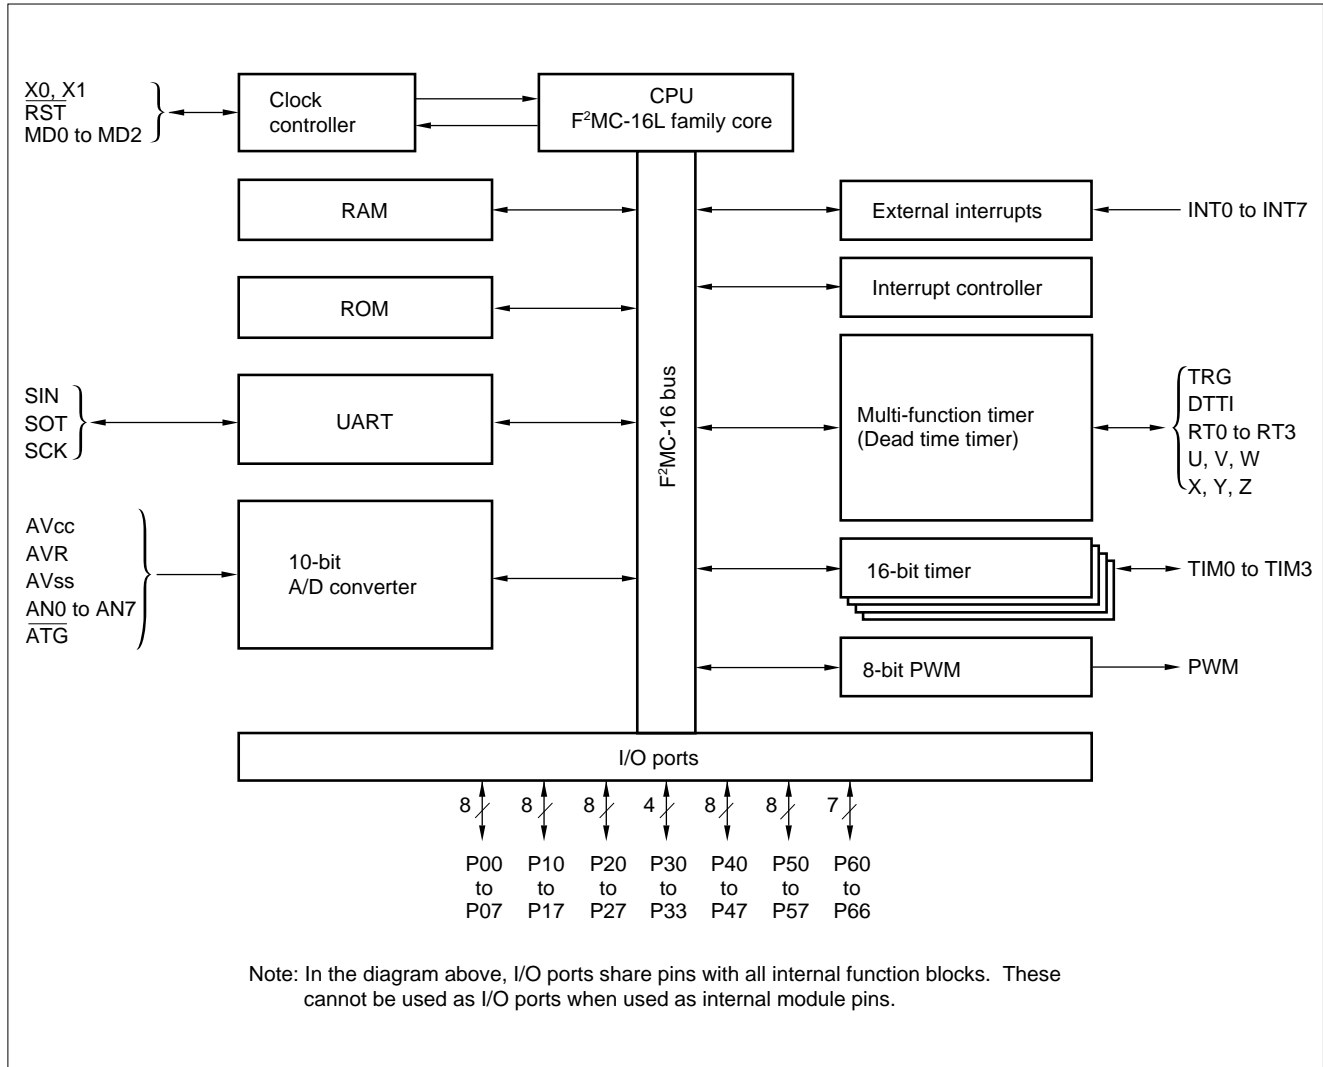 X0, X1
RST
MD0 to MD2
Clock
controller
CPU
F²MC-16L family core
RAM
External interrupts
INT0 to INT7
ROM
Interrupt controller
SIN
SOT
SCK
UART
F²MC-16 bus
Multi-function timer
(Dead time timer)
TRG
DTTI
RT0 to RT3
U, V, W
X, Y, Z
AVcc
AVR
AVss
AN0 to AN7
ATG
10-bit
A/D converter
16-bit timer
TIM0 to TIM3
8-bit PWM
PWM
I/O ports
8 8 8 4 8 8 7
P00 P10 P20 P30 P40 P50 P60
to to to to to to to
P07 P17 P27 P33 P47 P57 P66
Note: In the diagram above, I/O ports share pins with all internal function blocks. These
cannot be used as I/O ports when used as internal module pins.